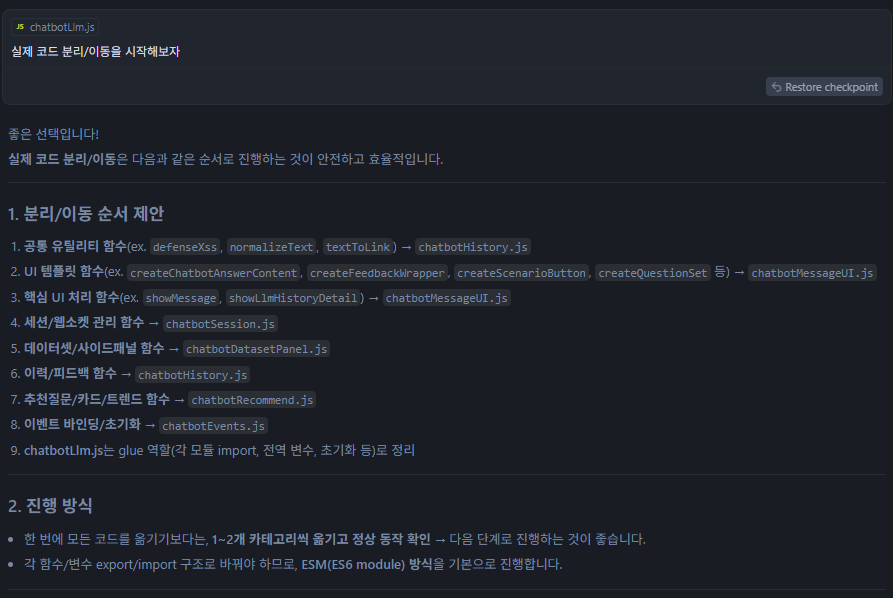 JS chatbotLlm.js
실제 코드 분리/이동을 시작해보자
Restore checkpoint
좋은 선택입니다!
실제 코드 분리/이동은 다음과 같은 순서로 진행하는 것이 안전하고 효율적입니다.
1. 분리/이동 순서 제안
1. 공통 유틸리티 함수(ex. defenseXss, normalizeText, textToLink) → chatbotHistory.js
2. UI 템플릿 함수(ex. createChatbotAnswerContent, createFeedbackWrapper, createScenarioButton, createQuestionSet 등) → chatbotMessageUI.js
3. 핵심 UI 처리 함수(ex. showMessage, showLlmHistoryDetail) → chatbotMessageUI.js
4. 세션/웹소켓 관리 함수 → chatbotSession.js
5. 데이터셋/사이드패널 함수 → chatbotDatasetPanel.js
6. 이력/피드백 함수 → chatbotHistory.js
7. 추천질문/카드/트렌드 함수 → chatbotRecommend.js
8. 이벤트 바인딩/초기화 → chatbotEvents.js
9. chatbotLlm.js는 glue 역할(각 모듈 import, 전역 변수, 초기화 등)로 정리
2. 진행 방식
• 한 번에 모든 코드를 옮기기보다는, 1~2개 카테고리씩 옮기고 정상 동작 확인 → 다음 단계로 진행하는 것이 좋습니다.
• 각 함수/변수 export/import 구조로 바꿔야 하므로, ESM(ES6 module) 방식을 기본으로 진행합니다.